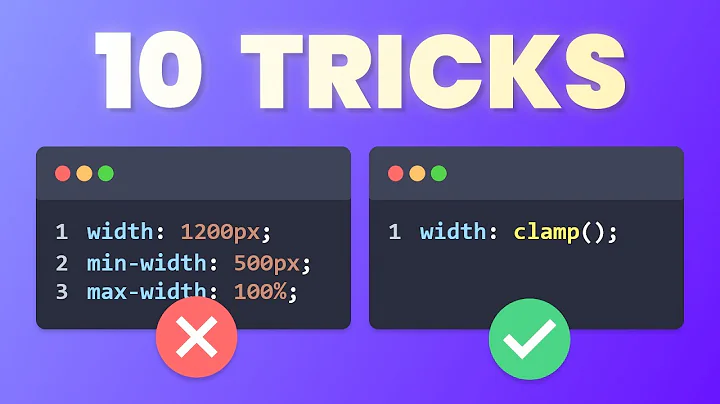 10 TRICKS
1 width: 1200px;
2 min-width: 500px;
3 max-width: 100%;
1 width: clamp();